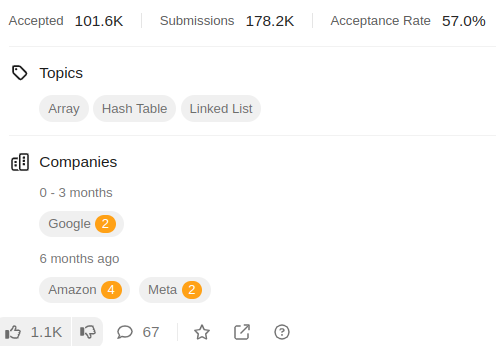 Accepted 101.6K Submissions 178.2K Acceptance Rate 57.0%
Topics
Array Hash Table Linked List
Companies
0 - 3 months
Google 2
6 months ago
Amazon 4 Meta 2
1.1K 67